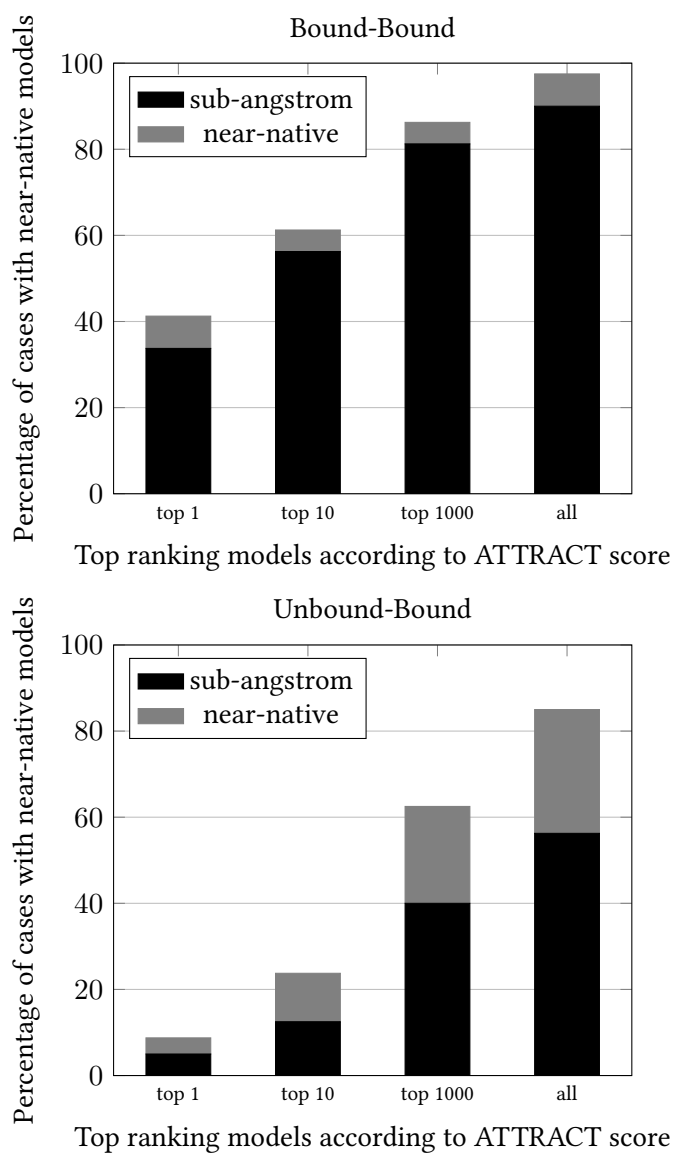 Bound-Bound
Percentage of cases with near-native models
100
80
60
40
20
0
sub-angstrom
near-native
top 1
top 10
top 1000
all
Top ranking models according to ATTRACT score
Unbound-Bound
Percentage of cases with near-native models
100
80
60
40
20
0
sub-angstrom
near-native
top 1
top 10
top 1000
all
Top ranking models according to ATTRACT score